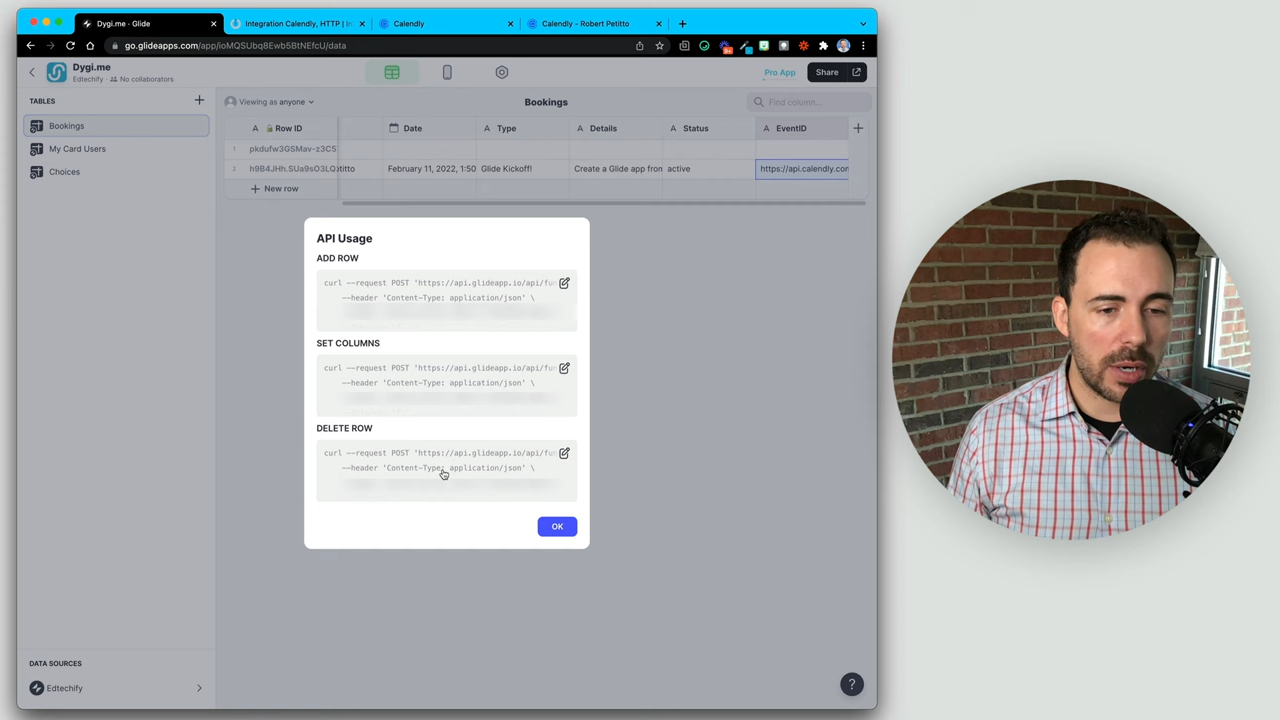 Dygi.me - Glide
Integration Calendly, HTTP | In
Calendly
Calendly - Robert Petitto
go.glideapps.com/app/ioMQSUbq8Ewb5BtNEfcU/data
9+
Dygi.me
Edtechify · No collaborators
Pro App
Share
TABLES
Bookings
My Card Users
Choices
Viewing as anyone
Bookings
Find column...
Row ID
Date
Type
Details
Status
EventID
1 pkdufw3GSMav-z3C5
2 h9B4JHh.SUa9sO3LQ
titto
February 11, 2022, 1:50
Glide Kickoff!
Create a Glide app fron
active
https://api.calendly.con
New row
API Usage
ADD ROW
curl --request POST 'https://api.glideapp.io/api/fun
--header 'Content-Type: application/json' \
SET COLUMNS
curl --request POST 'https://api.glideapp.io/api/fun
--header 'Content-Type: application/json' \
DELETE ROW
curl --request POST 'https://api.glideapp.io/api/fun
--header 'Content-Type: application/json' \
OK
DATA SOURCES
Edtechify
?